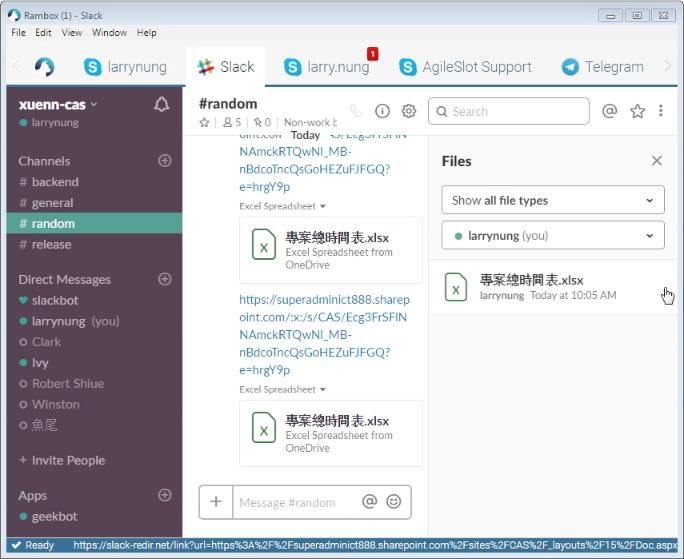 Rambox (1) - Slack
File Edit View Window Help
larrynung
Slack
larry.nung
1
AgileSlot Support
Telegram
xuenn-cas
larrynung
Channels
# backend
# general
# random
# release
Direct Messages
slackbot
larrynung (you)
Clark
Ivy
Robert Shiue
Winston
魚尾
+ Invite People
Apps
geekbot
#random
5
0
Non-work b
Search
Today
NAmckRTQwNl_MB-
nBdcoTncQsGoHEZuFJFGQ?
e=hrgY9p
Excel Spreadsheet
專案總時間表.xlsx
Excel Spreadsheet from
OneDrive
https://superadminict888.sharep
oint.com/:x:/s/CAS/Ecg3FrSFlN
NAmckRTQwNl_MB-
nBdcoTncQsGoHEZuFJFGQ?
e=hrgY9p
Excel Spreadsheet
專案總時間表.xlsx
Excel Spreadsheet from
OneDrive
Message #random
Files
Show all file types
larrynung (you)
專案總時間表.xlsx
larrynung Today at 10:05 AM
Ready
https://slack-redir.net/link?url=https%3A%2F%2Fsuperadminict888.sharepoint.com%2Fsites%2FCAS%2F_layouts%2F15%2FDoc.aspx